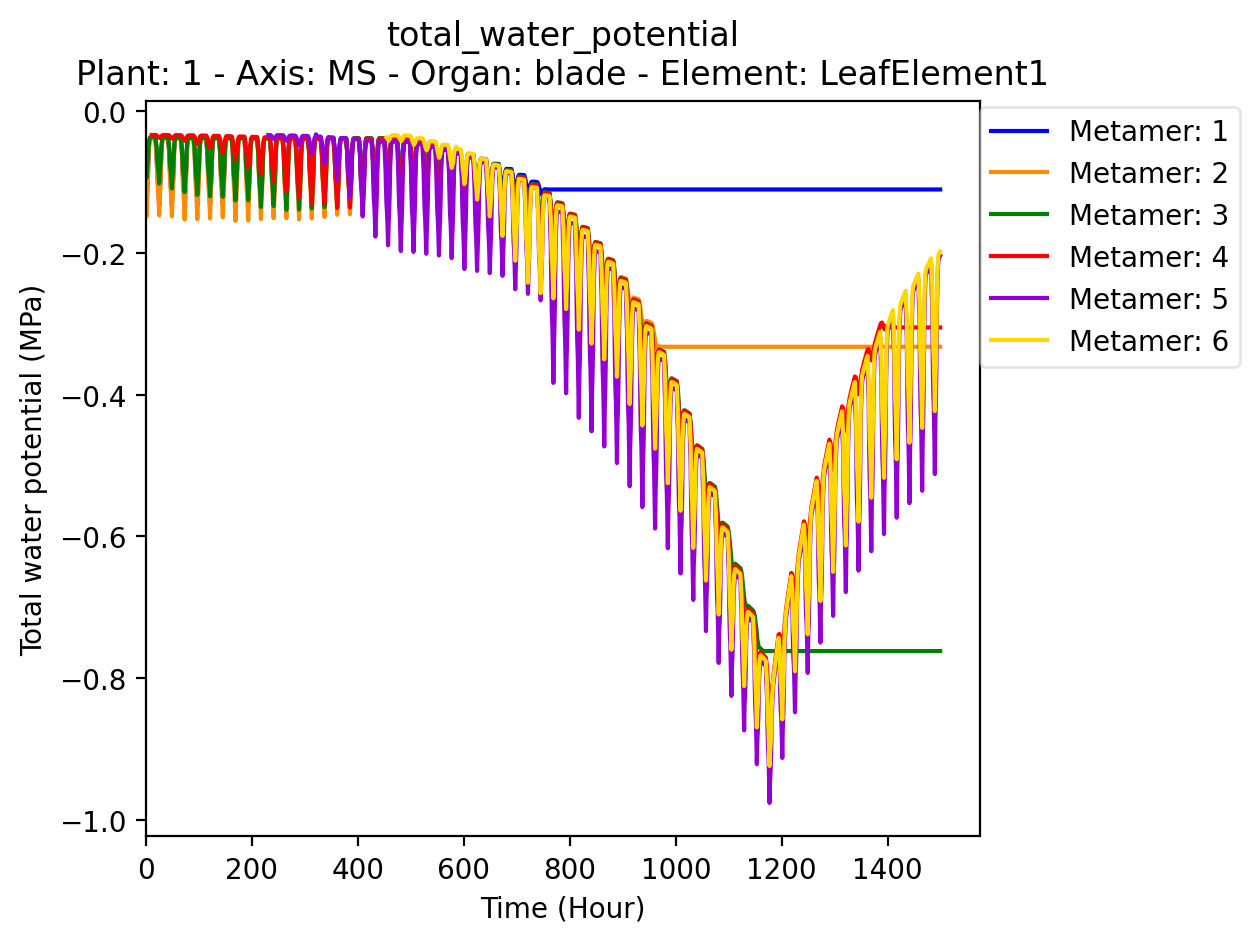 total_water_potential
Plant: 1 - Axis: MS - Organ: blade - Element: LeafElement1
Total water potential (MPa)
0.0
−0.2
−0.4
−0.6
−0.8
−1.0
0 200 400 600 800 1000 1200 1400
Time (Hour)
Metamer: 1
Metamer: 2
Metamer: 3
Metamer: 4
Metamer: 5
Metamer: 6